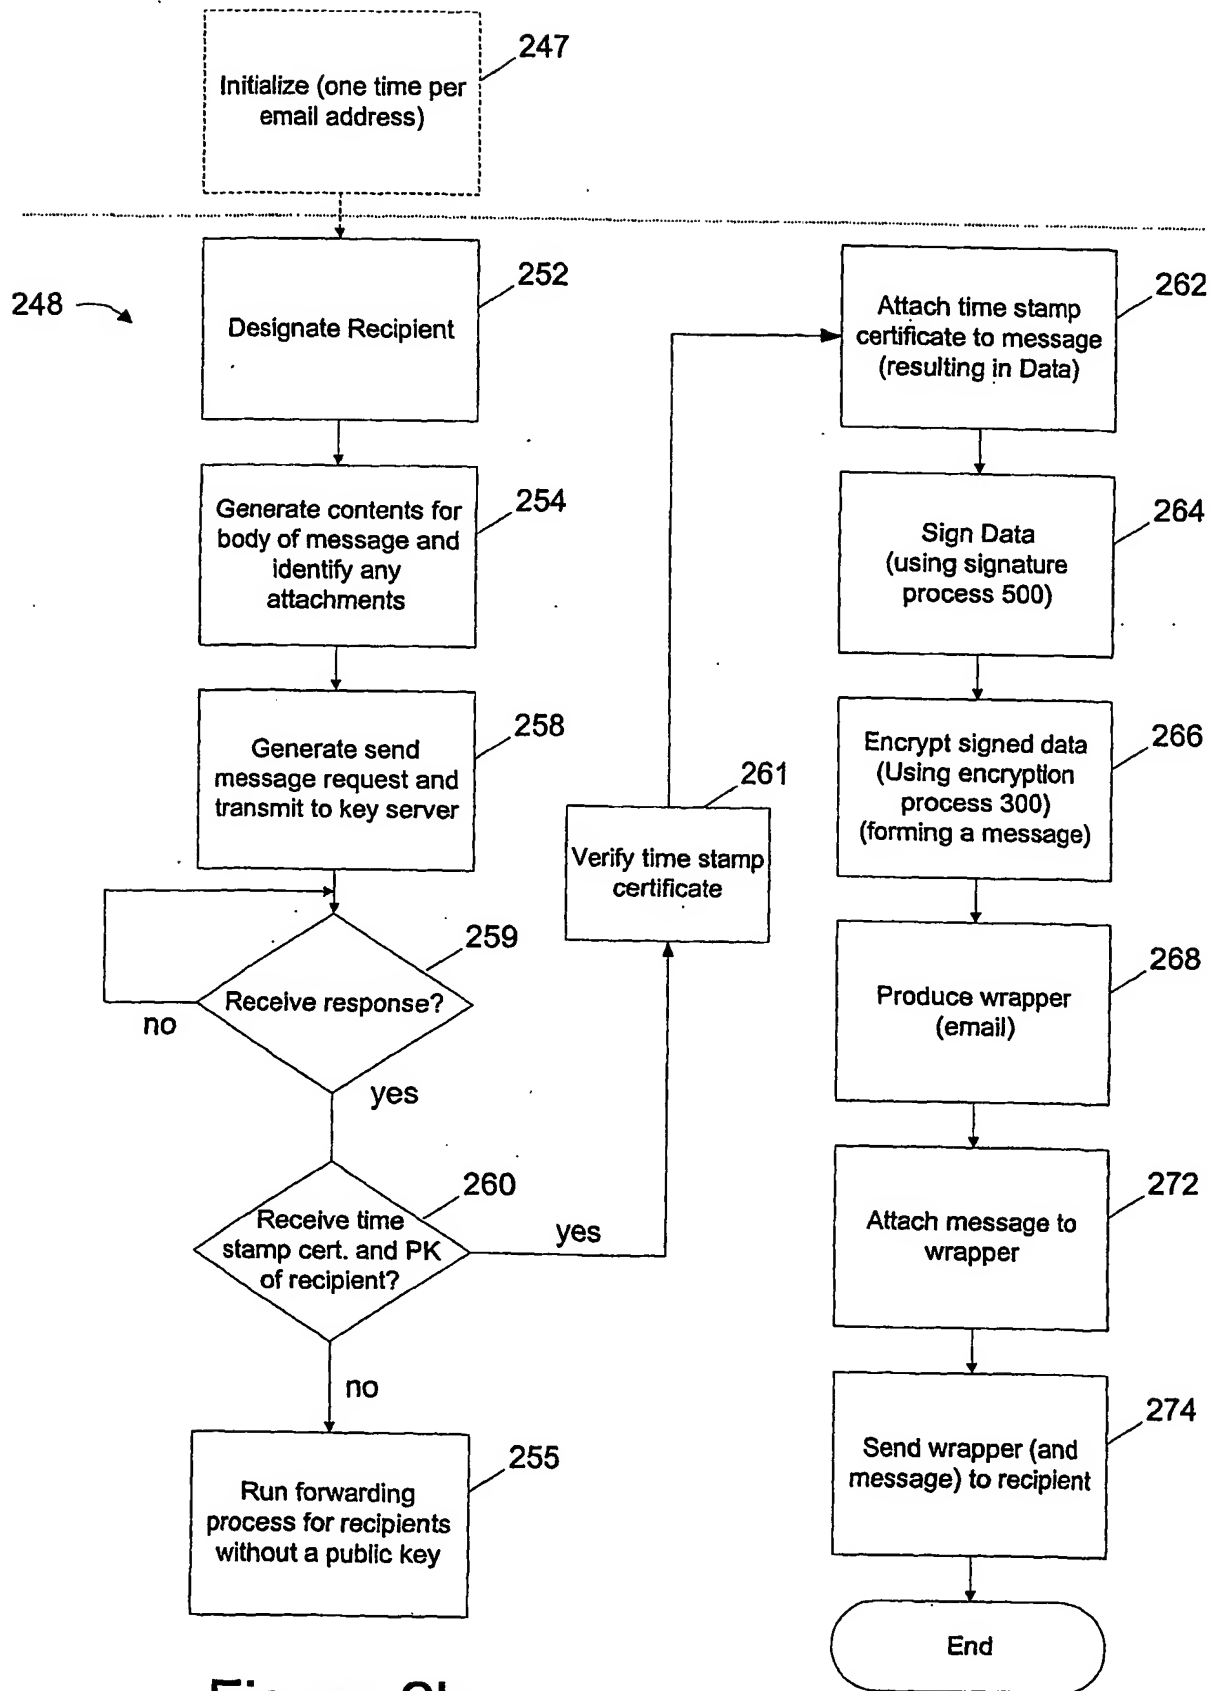 247
Initialize (one time per
email address)
248
252
Designate Recipient
254
Generate contents for
body of message and
identify any
attachments
258
Generate send
message request and
transmit to key server
259
Receive response?
no
yes
260
Receive time
stamp cert. and PK
of recipient?
yes
no
255
Run forwarding
process for recipients
without a public key
261
Verify time stamp
certificate
262
Attach time stamp
certificate to message
(resulting in Data)
264
Sign Data
(using signature
process 500)
266
Encrypt signed data
(Using encryption
process 300)
(forming a message)
268
Produce wrapper
(email)
272
Attach message to
wrapper
274
Send wrapper (and
message) to recipient
End